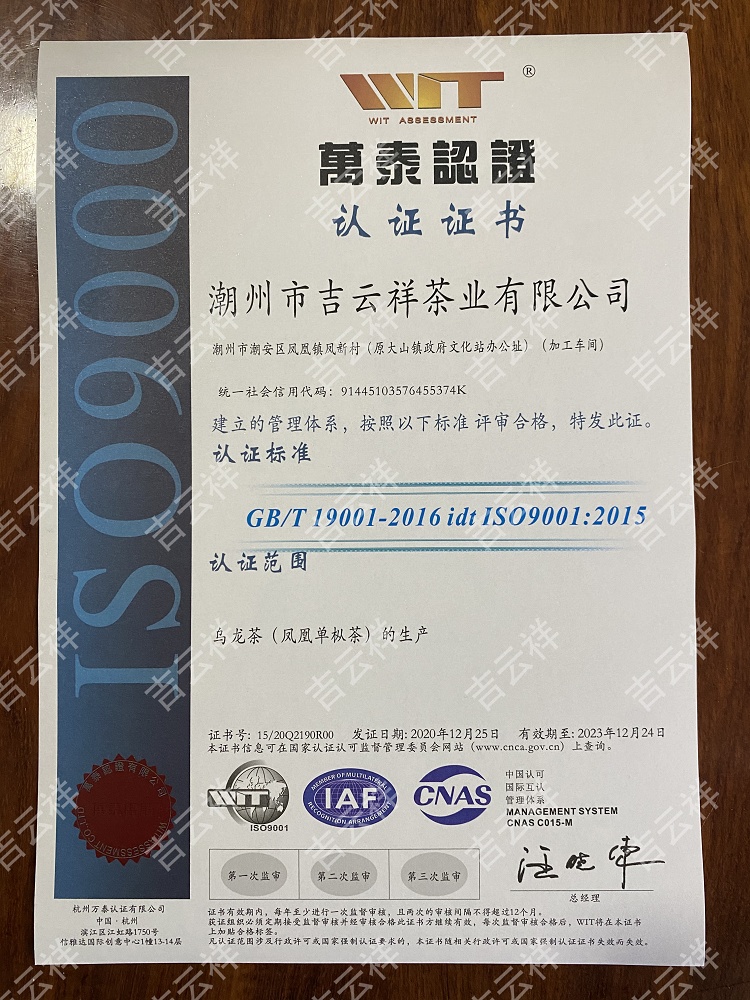 WIT ®
WIT ASSESSMENT
萬泰認證
认证证书
潮州市吉云祥茶业有限公司
潮州市潮安区凤凰镇凤新村（原大山镇政府文化站办公址）（加工车间）
统一社会信用代码：91445103576455374K
建立的管理体系，按照以下标准评审合格，特发此证。
认证标准
GB/T 19001-2016 idt ISO9001:2015
认证范围
乌龙茶（凤凰单枞茶）的生产
证书号: 15/20Q2190R00 发证日期: 2020年12月25日 有效期至: 2023年12月24日
本证书信息可在国家认证认可监督管理委员会网站（www.cnca.gov.cn）上查询。
ISO9000
萬泰認證有限公司
WIT ASSESSMENT CO.,LTD
WIT
ISO9001
MEMBER OF MULTILATERAL
IAF
RECOGNITION ARRANGEMENT
CNAS
中国认可
国际互认
管理体系
MANAGEMENT SYSTEM
CNAS C015-M
第一次监审
第二次监审
第三次监审
总经理
杭州万泰认证有限公司
中国·杭州
滨江区江虹路1750号
信雅达国际创意中心1幢13-14层
证书有效期内，每年至少进行一次监督审核，且两次的审核间隔不得超过12个月。
获证组织必须定期接受监督审核并经审核合格此证书方继续有效，每次监督审核合格后，WIT将在本证书
上加贴合格标签。
凡认证范围涉及行政许可或国家强制认证要求的，本证书随相关行政许可或国家强制认证证书失效而失效。
吉云祥